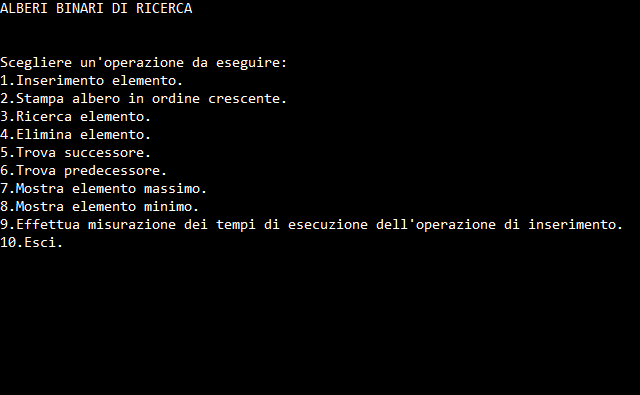 ALBERI BINARI DI RICERCA
Scegliere un'operazione da eseguire:
1.Inserimento elemento.
2.Stampa albero in ordine crescente.
3.Ricerca elemento.
4.Elimina elemento.
5.Trova successore.
6.Trova predecessore.
7.Mostra elemento massimo.
8.Mostra elemento minimo.
9.Effettua misurazione dei tempi di esecuzione dell'operazione di inserimento.
10.Esci.